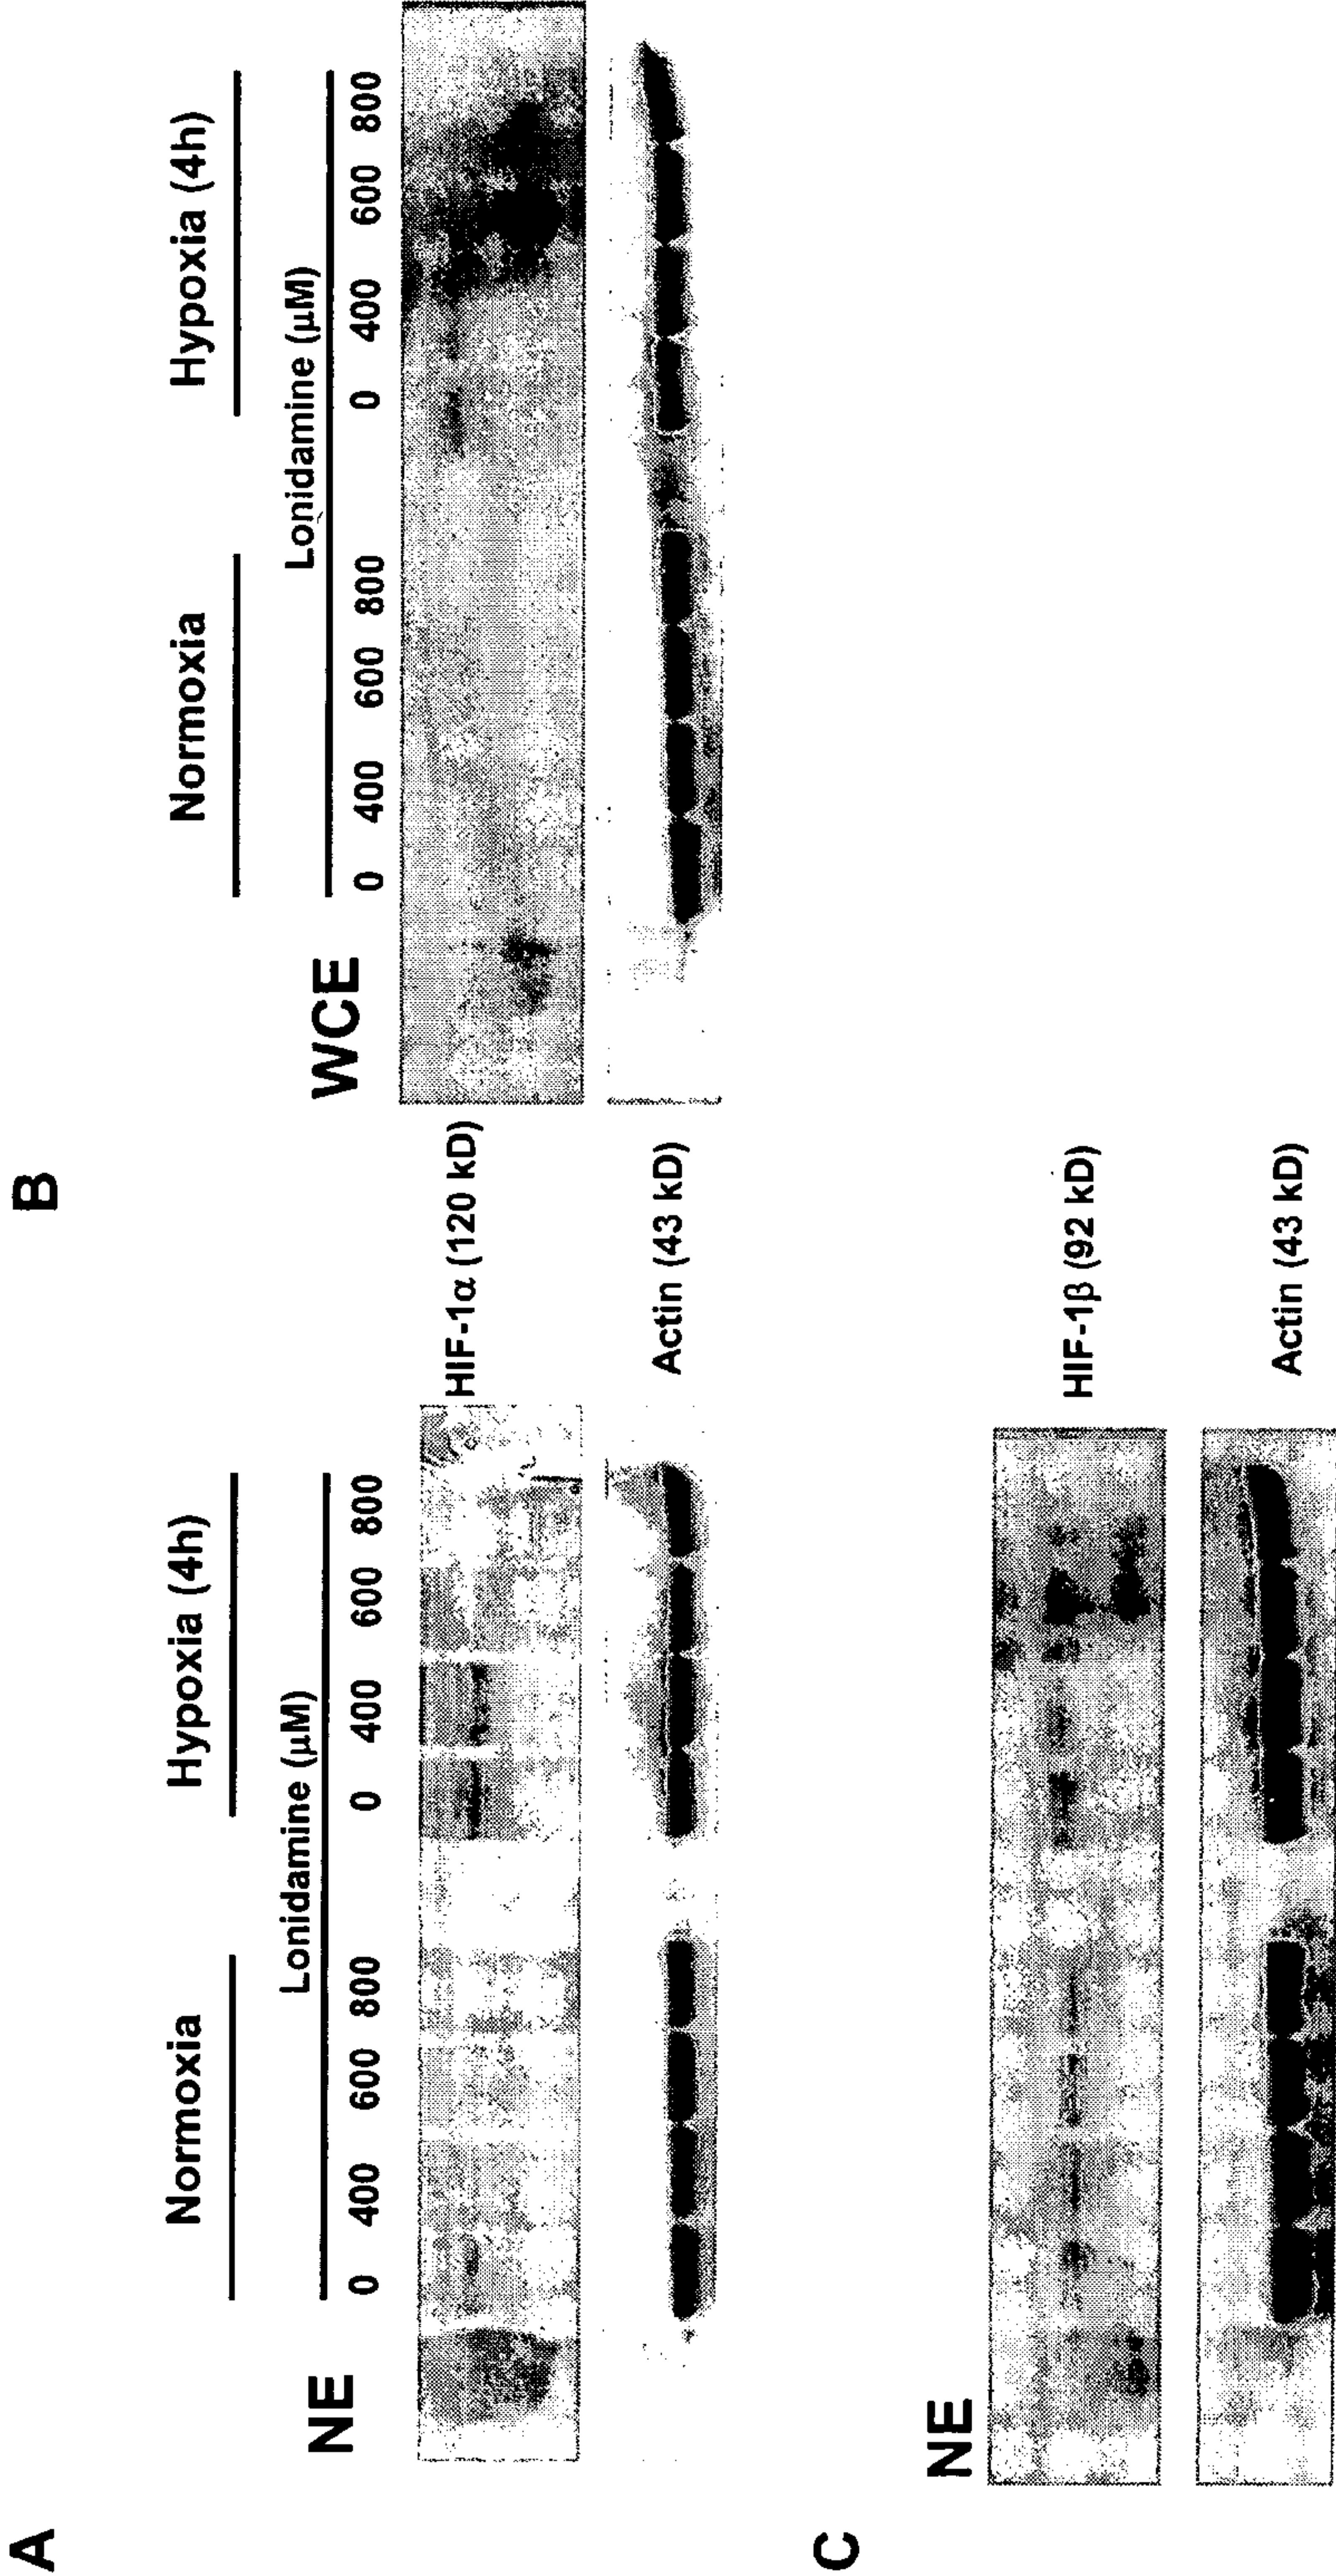 A
Normoxia Hypoxia (4h)
Lonidamine (μM)
NE 0 400 600 800 0 400 600 800
HIF-1α (120 kD)
Actin (43 kD)
B
Normoxia Hypoxia (4h)
Lonidamine (μM)
WCE 0 400 600 800 0 400 600 800
C
NE
HIF-1β (92 kD)
Actin (43 kD)